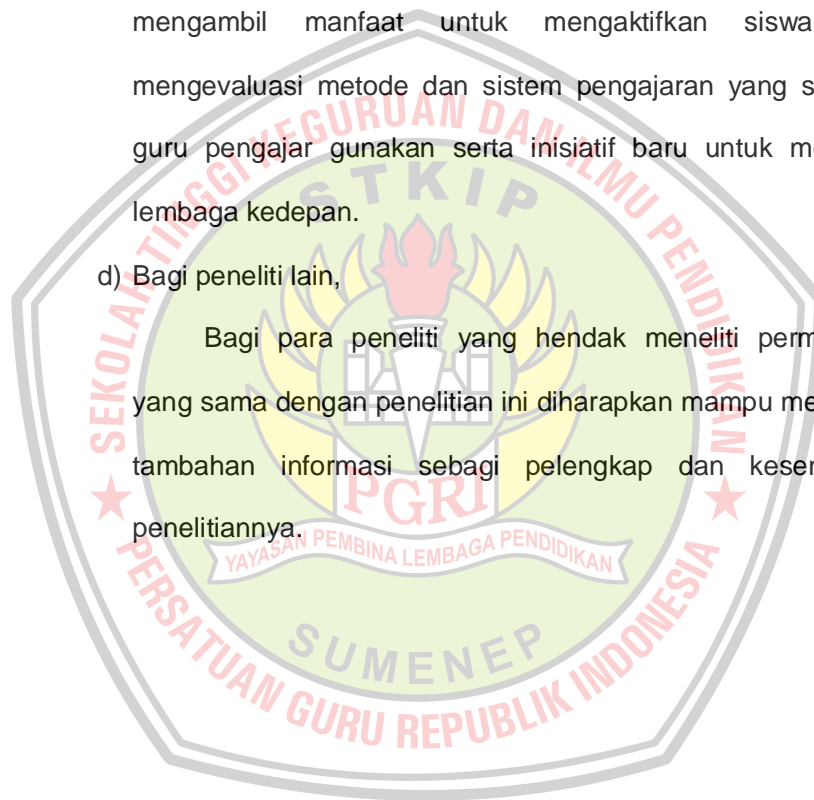 mengambil manfaat untuk mengaktifkan siswa
mengevaluasi metode dan sistem pengajaran yang s
guru pengajar gunakan serta inisiatif baru untuk me
lembaga kedepan.
d) Bagi peneliti lain,
Bagi para peneliti yang hendak meneliti perm
yang sama dengan penelitian ini diharapkan mampu me
tambahan informasi sebagi pelengkap dan keser
penelitiannya.
SEKOLAH TINGGI KEGURUAN DAN ILMU PENDIDIKAN
STKIP
PGRI
YAYASAN PEMBINA LEMBAGA PENDIDIKAN
SUMENEP
★ PERSATUAN GURU REPUBLIK INDONESIA ★